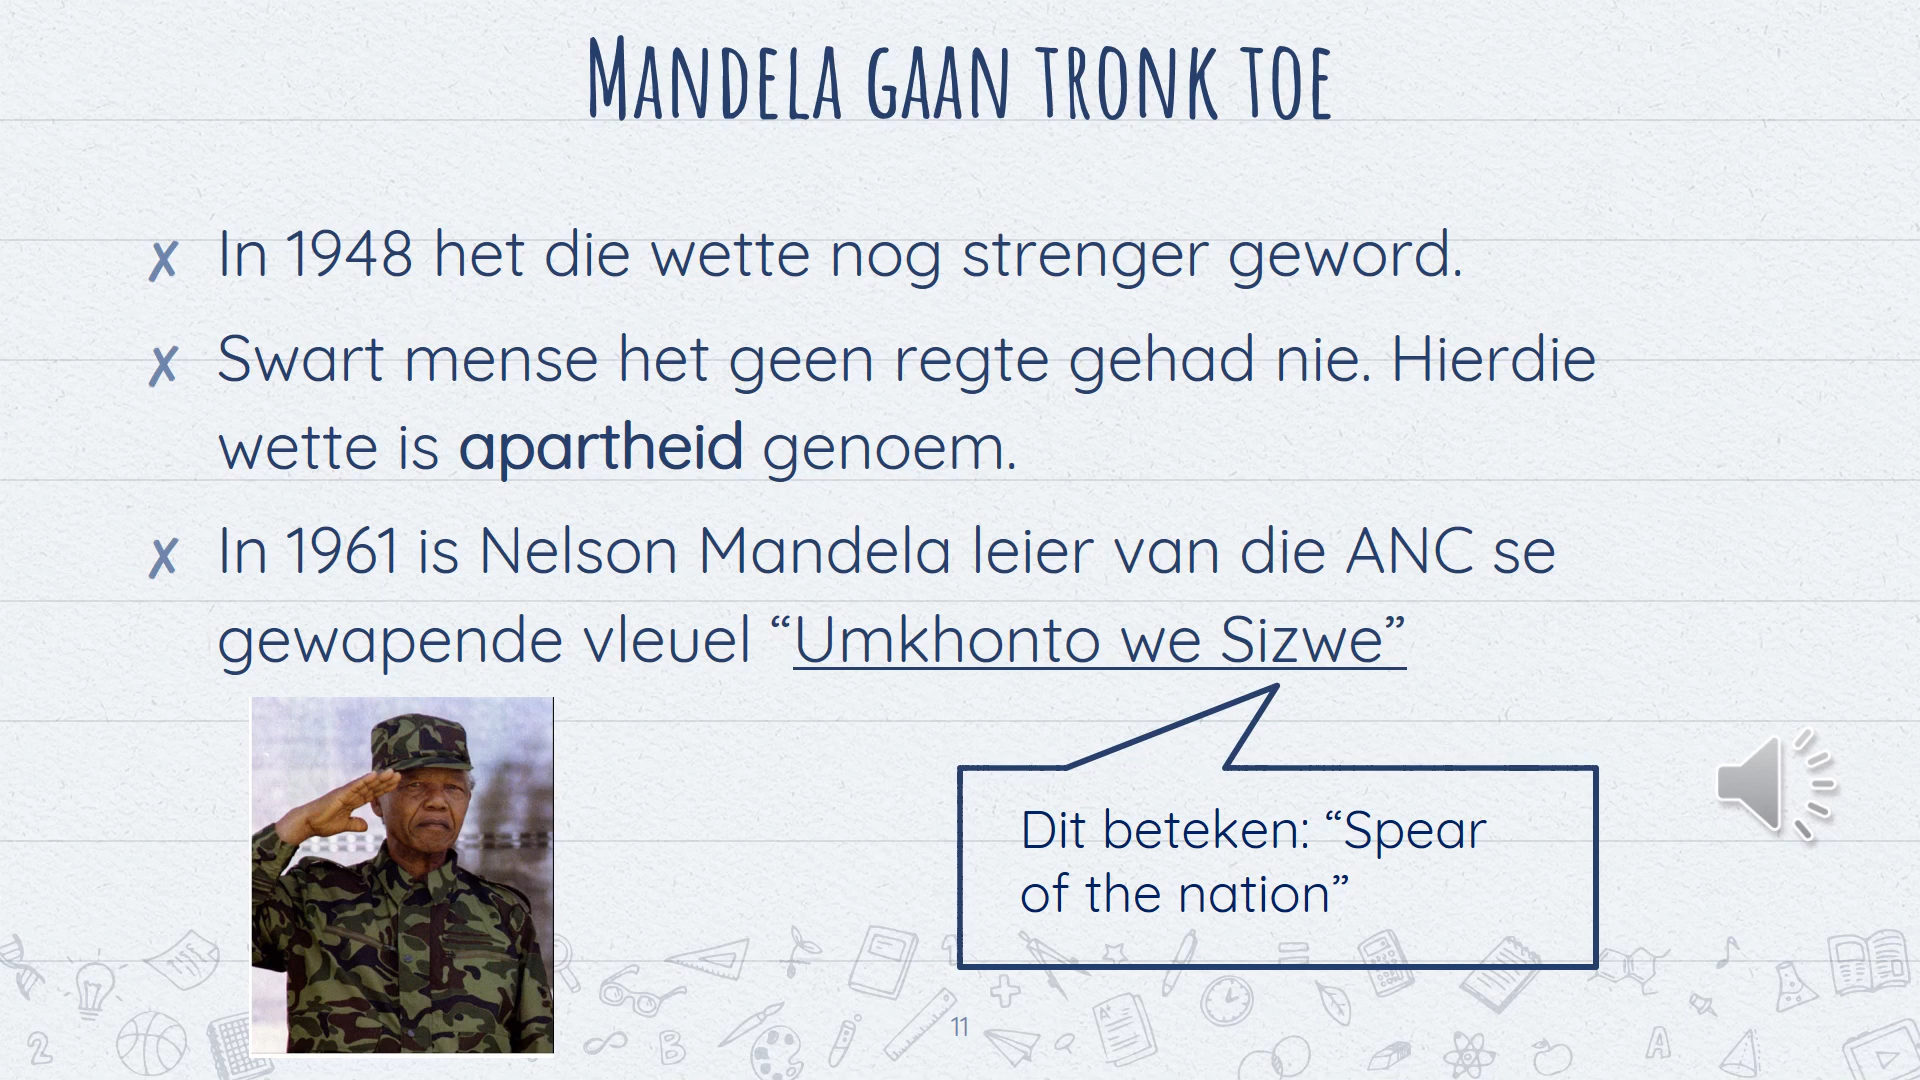 Mandela gaan tronk toe
✗ In 1948 het die wette nog strenger geword.
✗ Swart mense het geen regte gehad nie. Hierdie
wette is apartheid genoem.
✗ In 1961 is Nelson Mandela leier van die ANC se
gewapende vleuel “Umkhonto we Sizwe”
Dit beteken: “Spear
of the nation”
11